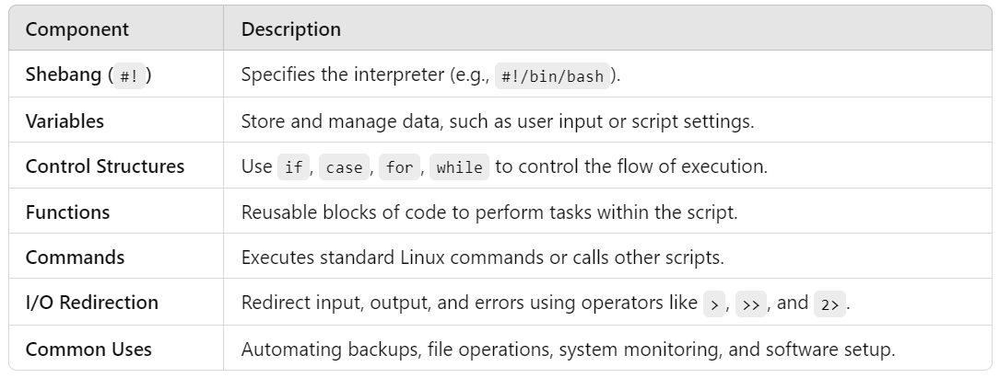 Component Description
Shebang (#!) Specifies the interpreter (e.g., #!/bin/bash).
Variables Store and manage data, such as user input or script settings.
Control Structures Use if, case, for, while to control the flow of execution.
Functions Reusable blocks of code to perform tasks within the script.
Commands Executes standard Linux commands or calls other scripts.
I/O Redirection Redirect input, output, and errors using operators like >, >>, and 2>.
Common Uses Automating backups, file operations, system monitoring, and software setup.